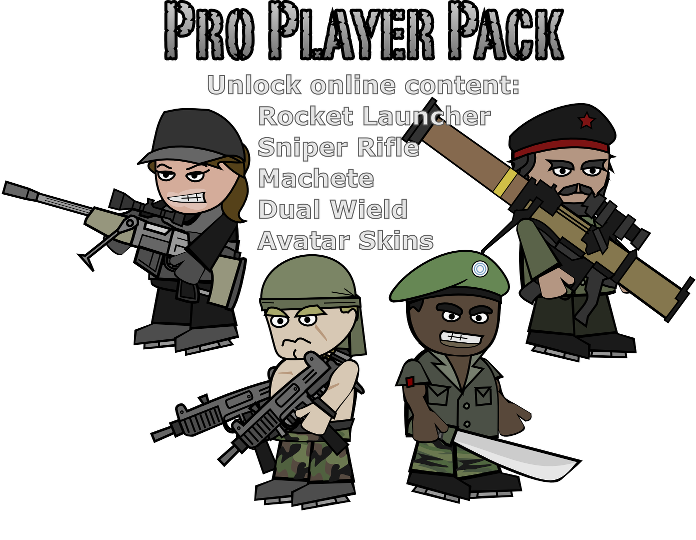 Pro Player Pack
Unlock online content:
Rocket Launcher
Sniper Rifle
Machete
Dual Wield
Avatar Skins